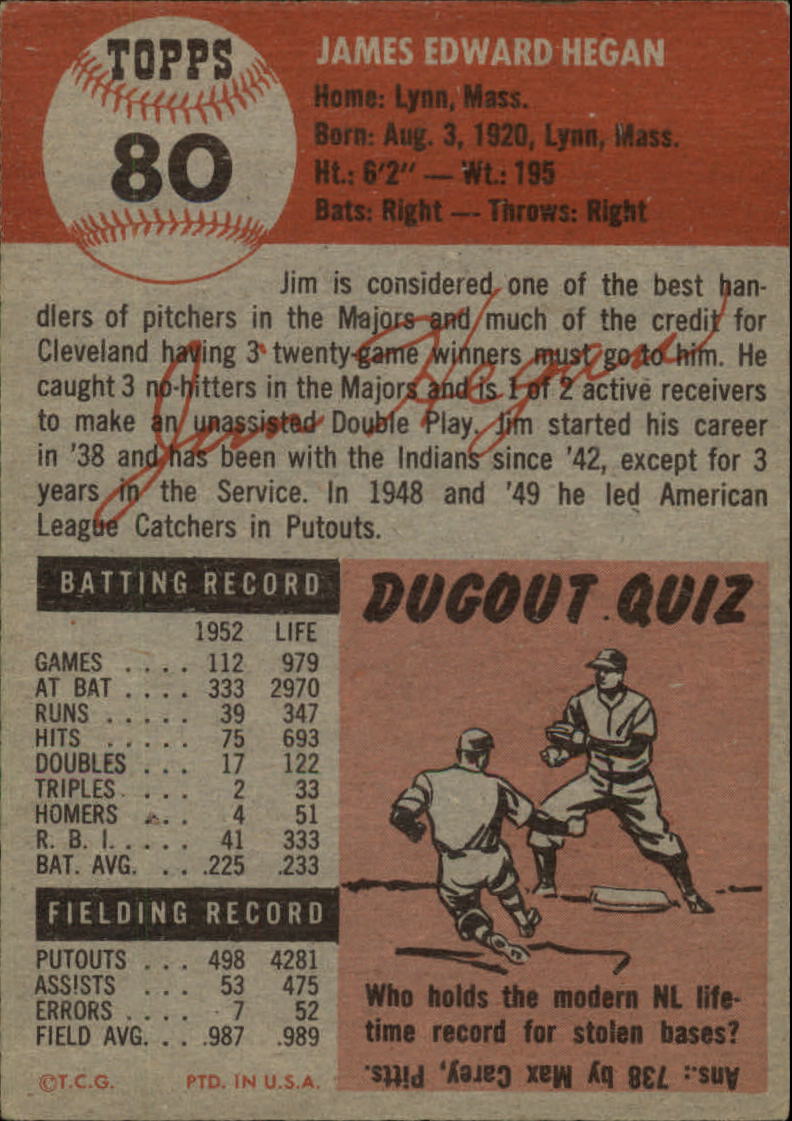 TOPPS
80
JAMES EDWARD HEGAN
Home: Lynn, Mass.
Born: Aug. 3, 1920, Lynn, Mass.
Ht.: 6'2" — Wt.: 195
Bats: Right — Throws: Right
Jim is considered one of the best han-
dlers of pitchers in the Majors and much of the credit for
Cleveland having 3 twenty-game winners must go to him. He
caught 3 no-hitters in the Majors and is 1 of 2 active receivers
to make an unassisted Double Play. Jim started his career
in '38 and has been with the Indians since '42, except for 3
years in the Service. In 1948 and '49 he led American
League Catchers in Putouts.
Jim Hegan
BATTING RECORD
1952 LIFE
GAMES .... 112 979
AT BAT .... 333 2970
RUNS ..... 39 347
HITS ..... 75 693
DOUBLES ... 17 122
TRIPLES .... 2 33
HOMERS ... 4 51
R. B. I. .... 41 333
BAT. AVG. ... .225 .233
FIELDING RECORD
PUTOUTS ... 498 4281
ASSISTS ... 53 475
ERRORS .... 7 52
FIELD AVG. ... .987 .989
©T.C.G. PTD. IN U.S.A.
DUGOUT QUIZ
Who holds the modern NL life-
time record for stolen bases?
Ans.: 738 by Max Carey, Pitts.